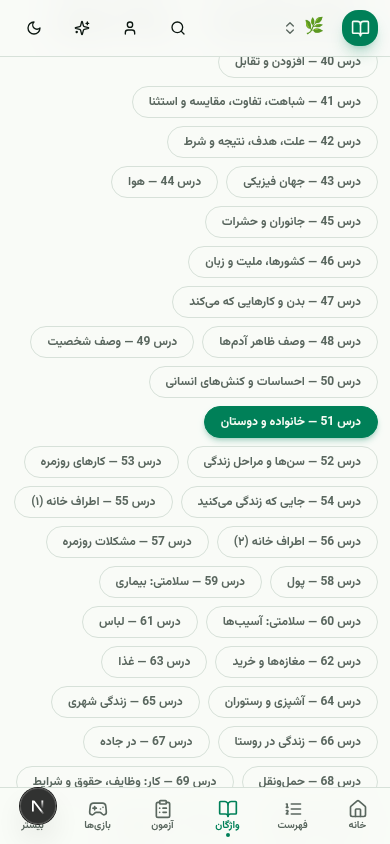 درس 40 — افزودن و تقابل
درس 41 — شباهت، تفاوت، مقایسه و استثنا
درس 42 — علت، هدف، نتیجه و شرط
درس 43 — جهان فیزیکی
درس 44 — هوا
درس 45 — جانوران و حشرات
درس 46 — کشورها، ملیت و زبان
درس 47 — بدن و کارهایی که می‌کند
درس 48 — وصف ظاهر آدم‌ها
درس 49 — وصف شخصیت
درس 50 — احساسات و کنش‌های انسانی
درس 51 — خانواده و دوستان
درس 52 — سن‌ها و مراحل زندگی
درس 53 — کارهای روزمره
درس 54 — جایی که زندگی می‌کنید
درس 55 — اطراف خانه (۱)
درس 56 — اطراف خانه (۲)
درس 57 — مشکلات روزمره
درس 58 — پول
درس 59 — سلامتی: بیماری
درس 60 — سلامتی: آسیب‌ها
درس 61 — لباس
درس 62 — مغازه‌ها و خرید
درس 63 — غذا
درس 64 — آشپزی و رستوران
درس 65 — زندگی شهری
درس 66 — زندگی در روستا
درس 67 — در جاده
درس 68 — حمل‌ونقل
درس 69 — کار: وظایف، حقوق و شرایط
خانه
فهرست
واژگان
آزمون
بازی‌ها
بیشتر
N